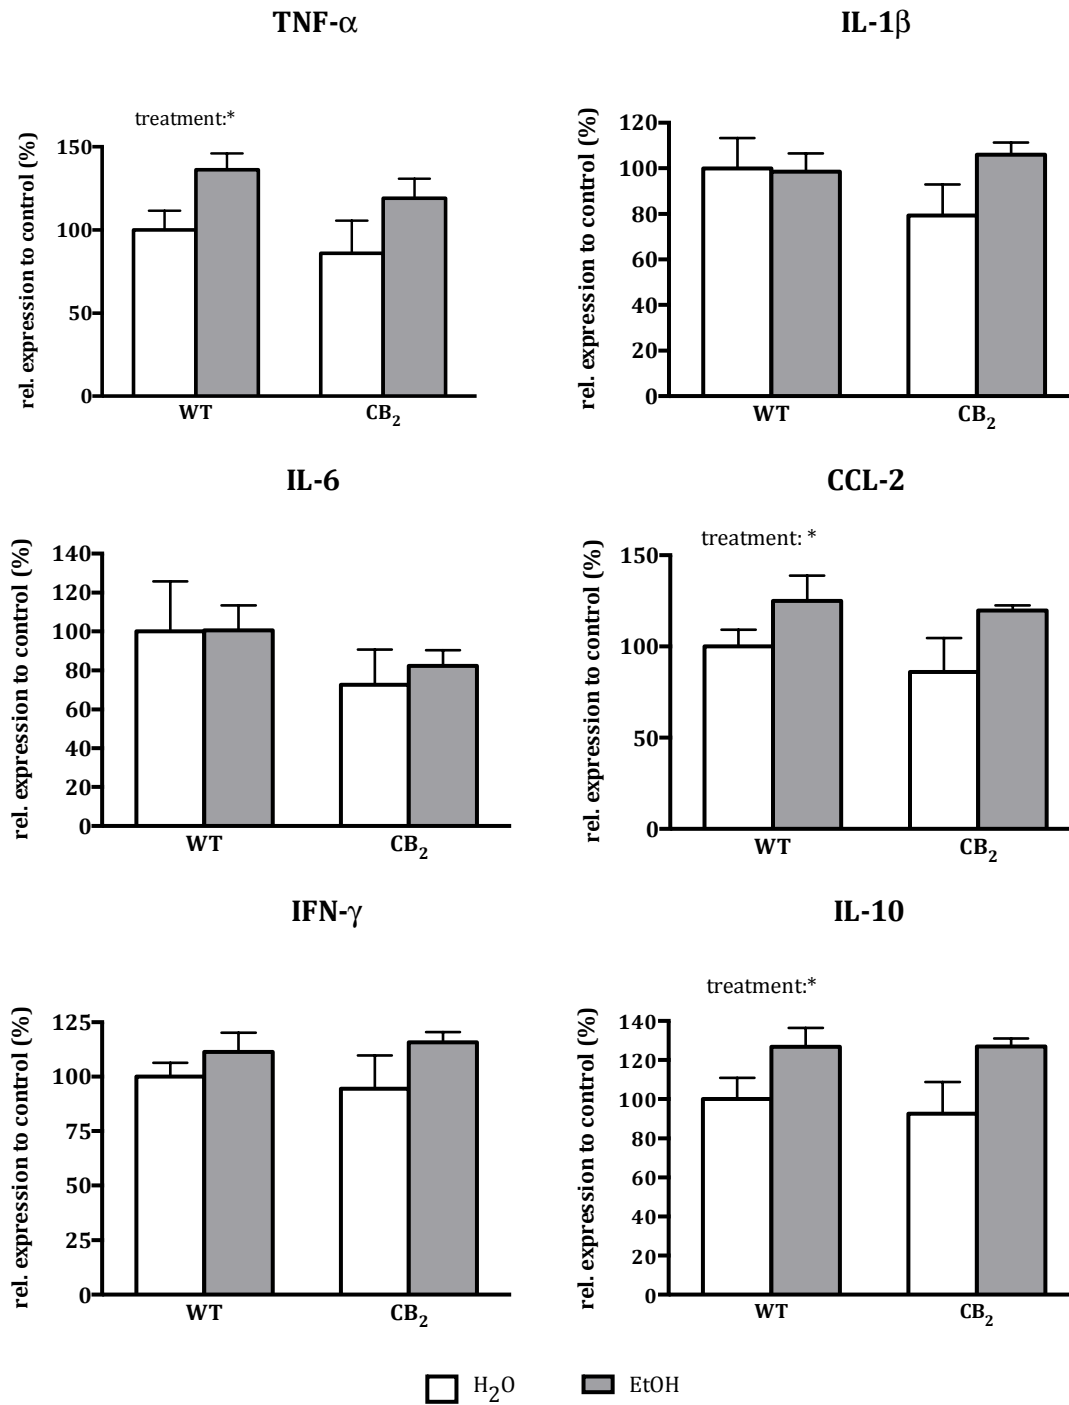 TNF-α
treatment:*
rel. expression to control (%)
150
100
50
0
WT
CB₂
IL-1β
rel. expression to control (%)
120
100
80
60
40
20
0
WT
CB₂
IL-6
rel. expression to control (%)
140
120
100
80
60
40
20
0
WT
CB₂
CCL-2
treatment: *
rel. expression to control (%)
150
100
50
0
WT
CB₂
IFN-γ
rel. expression to control (%)
125
100
75
50
25
0
WT
CB₂
IL-10
treatment:*
rel. expression to control (%)
140
120
100
80
60
40
20
0
WT
CB₂
H₂O
EtOH